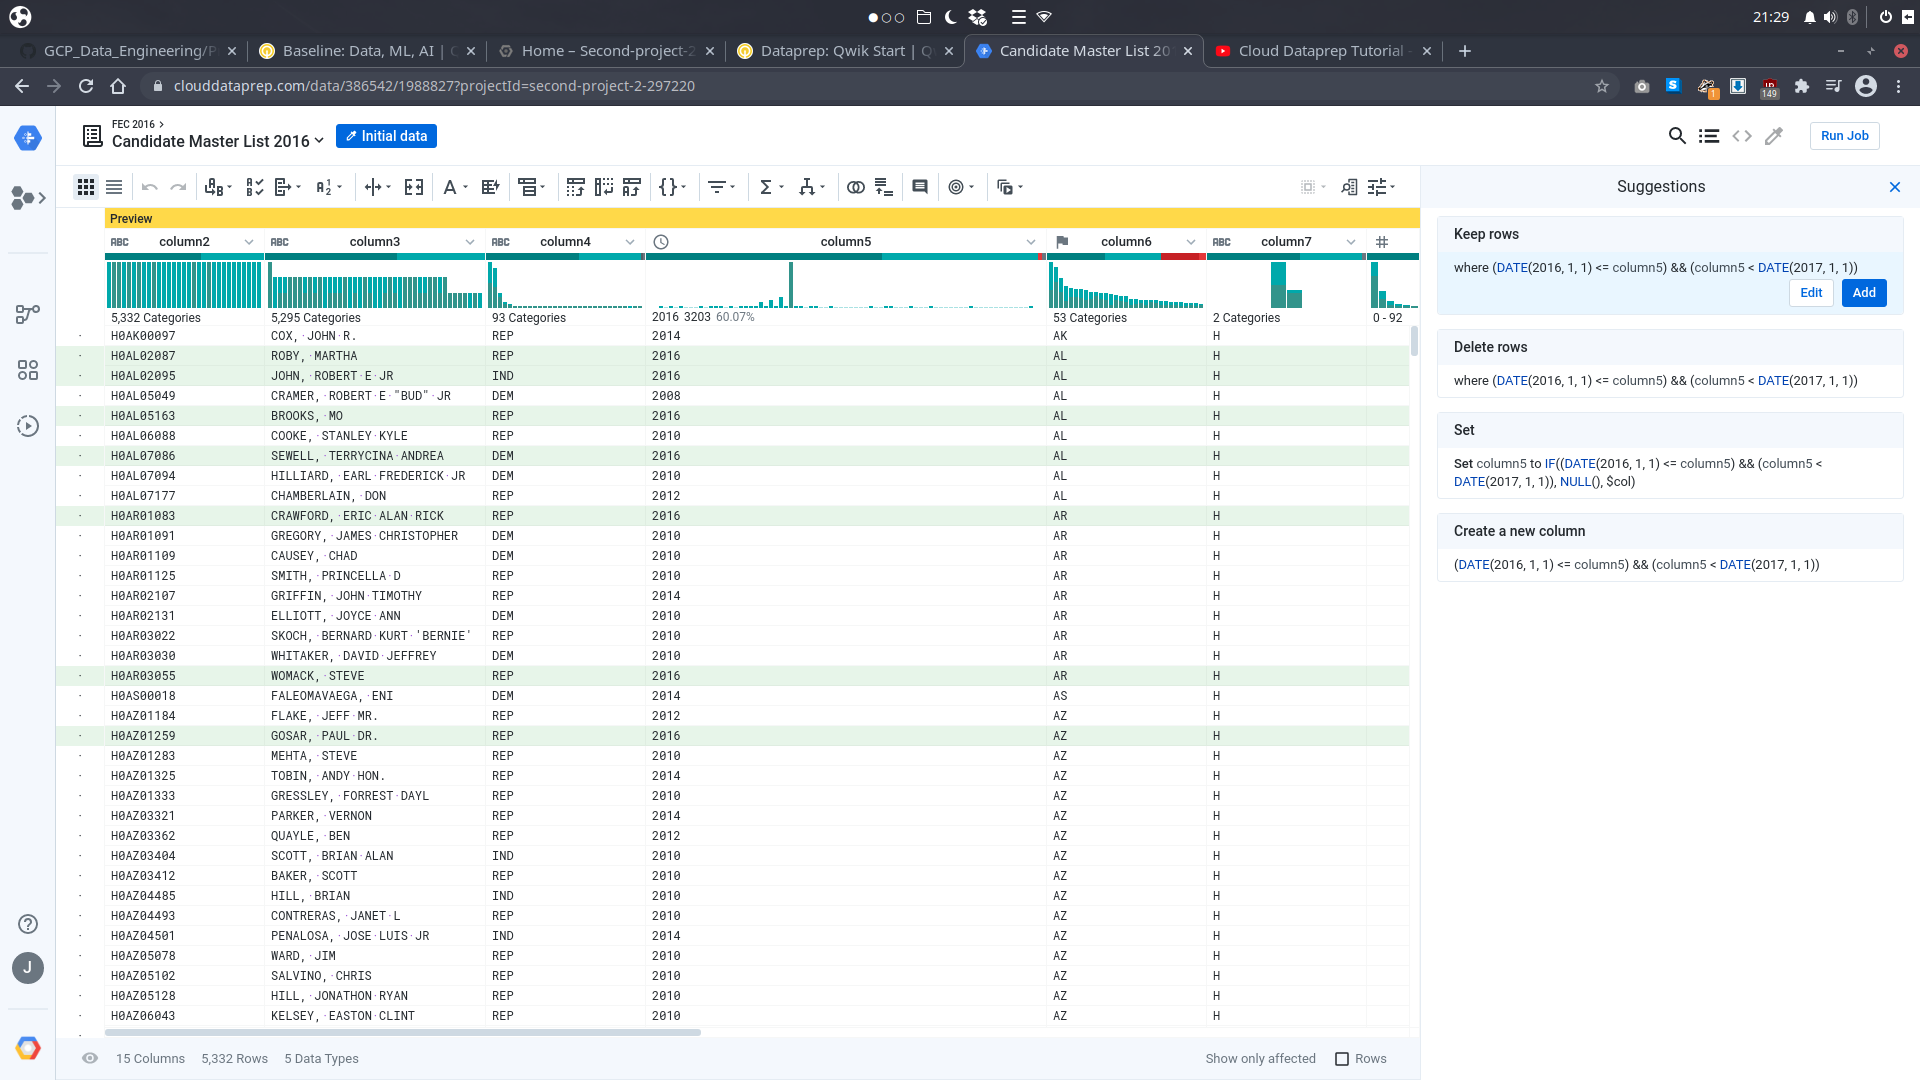 21:29
GCP_Data_Engineering/P
Baseline: Data, ML, AI | Q
Home – Second-project-2
Dataprep: Qwik Start | Q
Candidate Master List 201
Cloud Dataprep Tutorial -
clouddataprep.com/data/386542/1988827?projectId=second-project-2-297220
1
149
FEC 2016
Candidate Master List 2016
Initial data
Run Job
Preview
ABC column2
ABC column3
ABC column4
column5
column6
ABC column7
#
5,332 Categories
5,295 Categories
93 Categories
2016 3203 60.07%
53 Categories
2 Categories
0 - 92
H0AK00097 COX, JOHN R. REP 2014 AK H
H0AL02087 ROBY, MARTHA REP 2016 AL H
H0AL02095 JOHN, ROBERT E JR IND 2016 AL H
H0AL05049 CRAMER, ROBERT E "BUD" JR DEM 2008 AL H
H0AL05163 BROOKS, MO REP 2016 AL H
H0AL06088 COOKE, STANLEY KYLE REP 2010 AL H
H0AL07086 SEWELL, TERRYCINA ANDREA DEM 2016 AL H
H0AL07094 HILLIARD, EARL FREDERICK JR DEM 2010 AL H
H0AL07177 CHAMBERLAIN, DON REP 2012 AL H
H0AR01083 CRAWFORD, ERIC ALAN RICK REP 2016 AR H
H0AR01091 GREGORY, JAMES CHRISTOPHER DEM 2010 AR H
H0AR01109 CAUSEY, CHAD DEM 2010 AR H
H0AR01125 SMITH, PRINCELLA D REP 2010 AR H
H0AR02107 GRIFFIN, JOHN TIMOTHY REP 2014 AR H
H0AR02131 ELLIOTT, JOYCE ANN DEM 2010 AR H
H0AR03022 SKOCH, BERNARD KURT 'BERNIE' REP 2010 AR H
H0AR03030 WHITAKER, DAVID JEFFREY DEM 2010 AR H
H0AR03055 WOMACK, STEVE REP 2016 AR H
H0AS00018 FALEOMAVAEGA, ENI DEM 2014 AS H
H0AZ01184 FLAKE, JEFF MR. REP 2012 AZ H
H0AZ01259 GOSAR, PAUL DR. REP 2016 AZ H
H0AZ01283 MEHTA, STEVE REP 2010 AZ H
H0AZ01325 TOBIN, ANDY HON. REP 2014 AZ H
H0AZ01333 GRESSLEY, FORREST DAYL REP 2010 AZ H
H0AZ03321 PARKER, VERNON REP 2014 AZ H
H0AZ03362 QUAYLE, BEN REP 2012 AZ H
H0AZ03404 SCOTT, BRIAN ALAN IND 2010 AZ H
H0AZ03412 BAKER, SCOTT REP 2010 AZ H
H0AZ04485 HILL, BRIAN IND 2010 AZ H
H0AZ04493 CONTRERAS, JANET L REP 2010 AZ H
H0AZ04501 PENALOSA, JOSE LUIS JR IND 2014 AZ H
H0AZ05078 WARD, JIM REP 2010 AZ H
H0AZ05102 SALVINO, CHRIS REP 2010 AZ H
H0AZ05128 HILL, JONATHON RYAN REP 2010 AZ H
H0AZ06043 KELSEY, EASTON CLINT REP 2010 AZ H
J
15 Columns 5,332 Rows 5 Data Types
Show only affected Rows
Suggestions
Keep rows
where (DATE(2016, 1, 1) <= column5) && (column5 < DATE(2017, 1, 1))
Edit
Add
Delete rows
where (DATE(2016, 1, 1) <= column5) && (column5 < DATE(2017, 1, 1))
Set
Set column5 to IF((DATE(2016, 1, 1) <= column5) && (column5 <
DATE(2017, 1, 1)), NULL(), $col)
Create a new column
(DATE(2016, 1, 1) <= column5) && (column5 < DATE(2017, 1, 1))